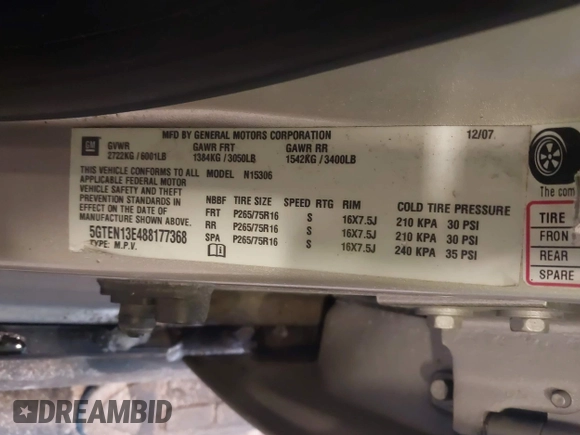 MFD BY GENERAL MOTORS CORPORATION 12/07
GM GVWR GAWR FRT GAWR RR
2722KG / 6001LB 1384KG / 3050LB 1542KG / 3400LB
THIS VEHICLE CONFORMS TO ALL MODEL N15306
APPLICABLE FEDERAL MOTOR
VEHICLE SAFETY AND THEFT
PREVENTION STANDARDS IN
EFFECT ON THE DATE OF
MANUFACTURE SHOWN ABOVE.
5GTEN13E488177368
TYPE: M.P.V.
NBBF TIRE SIZE SPEED RTG RIM COLD TIRE PRESSURE
FRT P265/75R16 S 16X7.5J 210 KPA 30 PSI
RR P265/75R16 S 16X7.5J 210 KPA 30 PSI
SPA P265/75R16 S 16X7.5J 240 KPA 35 PSI
The com
TIRE
FRON
REAR
SPARE
DREAMBID